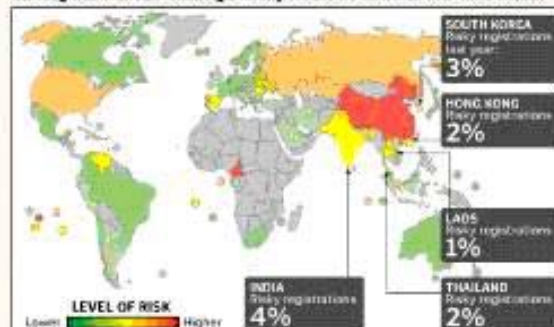 SOUTH KOREA
Risky registrations
last year:
3%
HONG KONG
Risky registrations
2%
LAOS
Risky registrations
1%
INDIA
Risky registrations
4%
THAILAND
Risky registrations
2%
LEVEL OF RISK
Lower
Higher